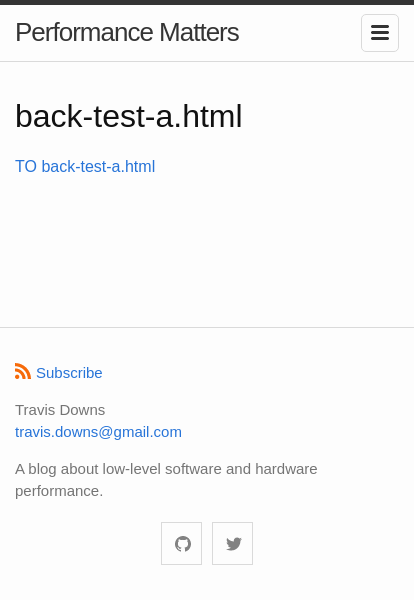 Performance Matters
back-test-a.html
TO back-test-a.html
Subscribe
Travis Downs
travis.downs@gmail.com
A blog about low-level software and hardware
performance.